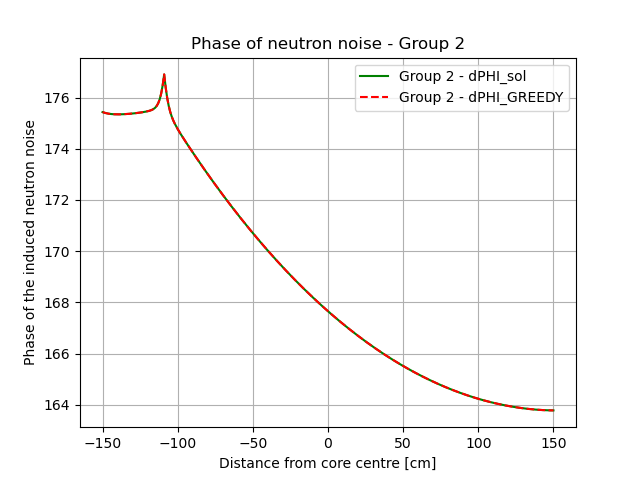 Phase of neutron noise - Group 2
Group 2 - dPHI_sol
Group 2 - dPHI_GREEDY
Phase of the induced neutron noise
176
174
172
170
168
166
164
−150
−100
−50
0
50
100
150
Distance from core centre [cm]